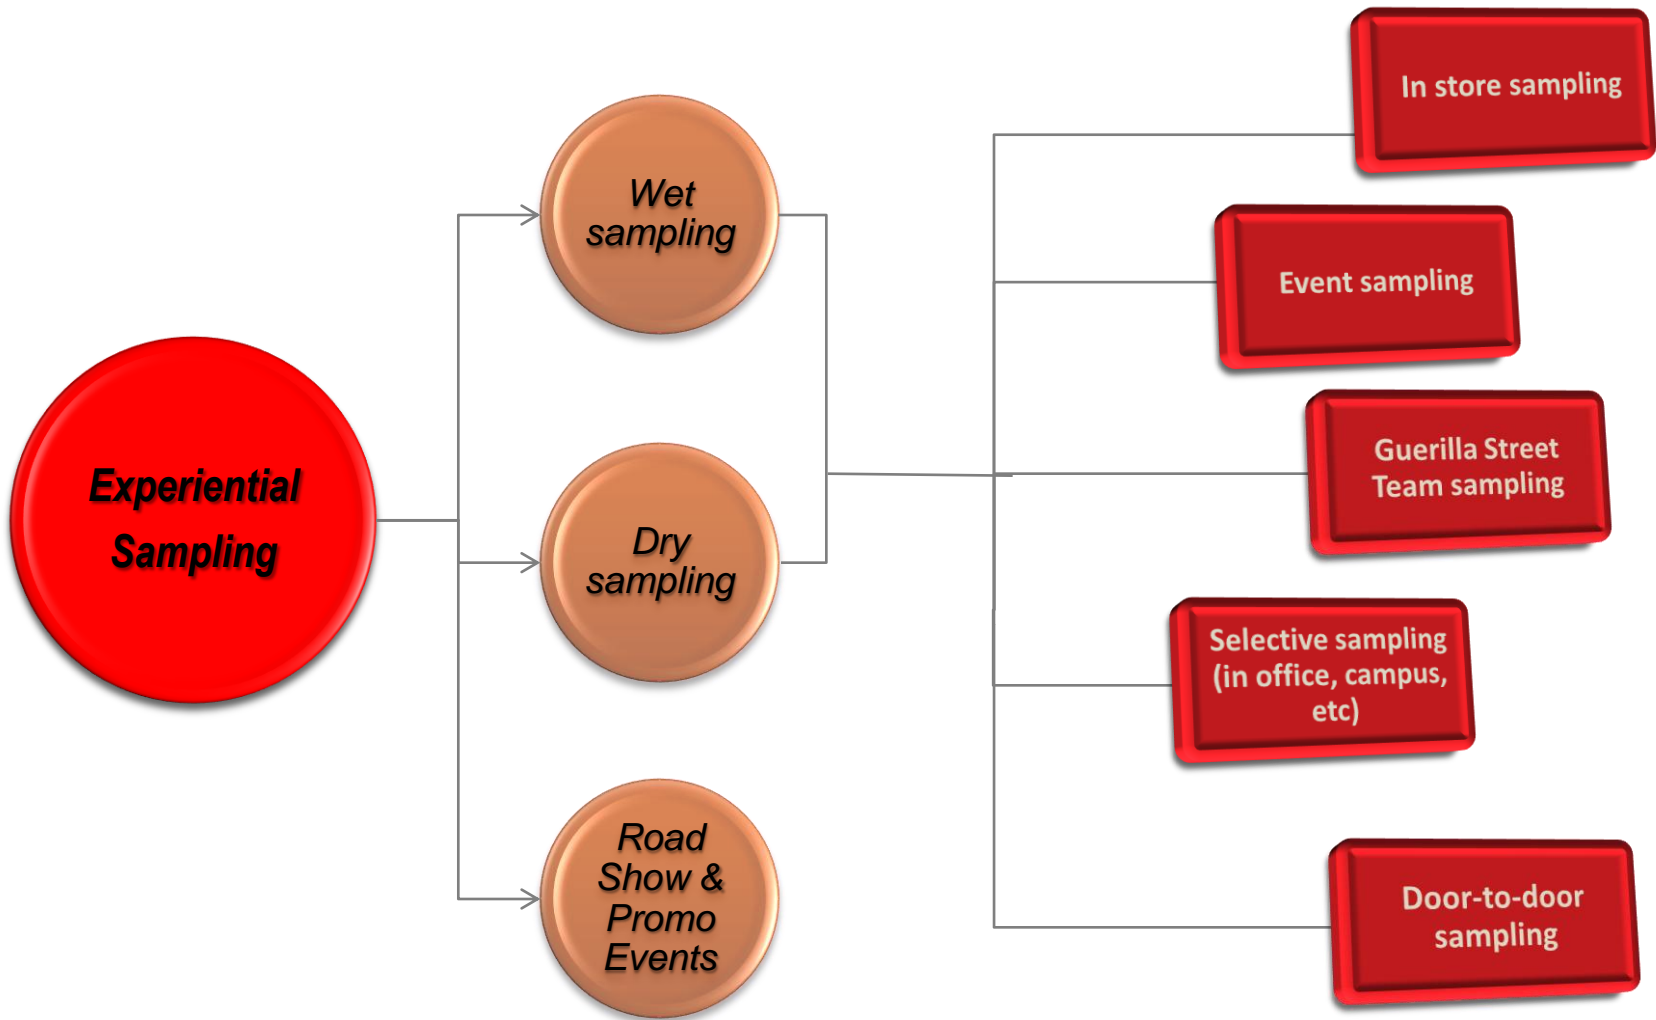 Experiential
Sampling
Wet
sampling
Dry
sampling
Road
Show &
Promo
Events
In store sampling
Event sampling
Guerilla Street
Team sampling
Selective sampling
(in office, campus,
etc)
Door-to-door
sampling